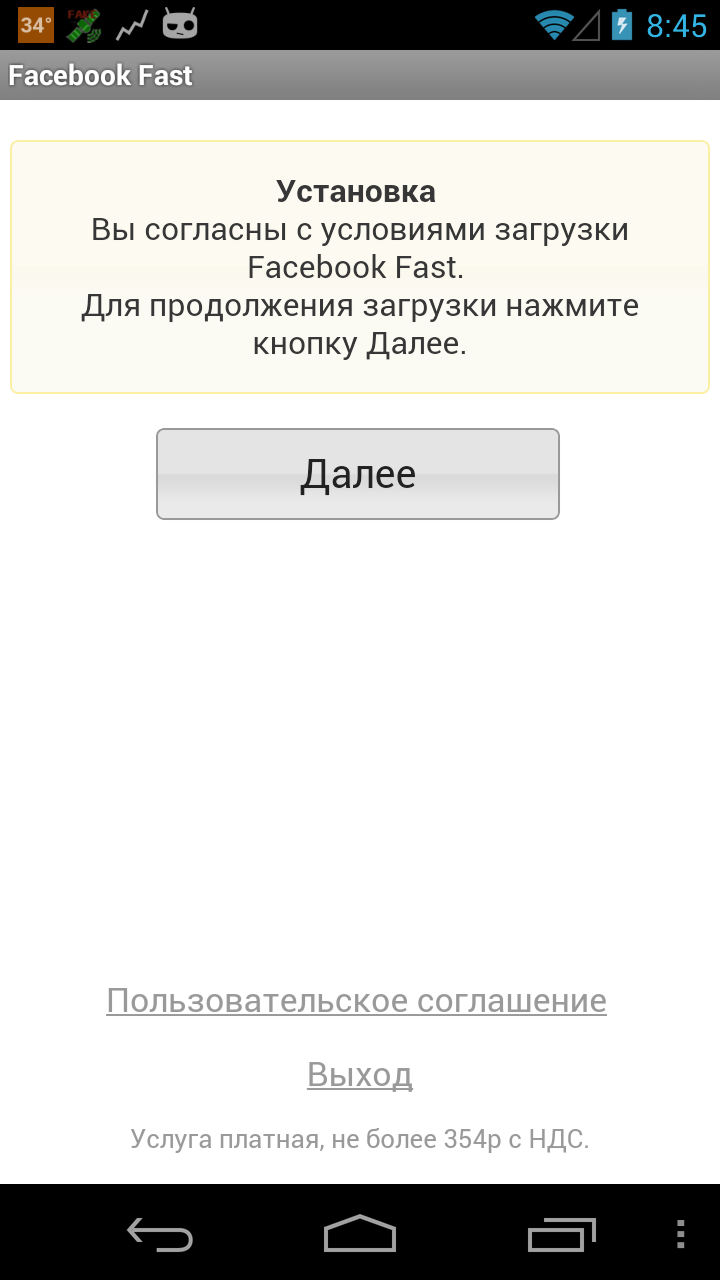 34°
FAKE
8:45
Facebook Fast
Установка
Вы согласны с условиями загрузки
Facebook Fast.
Для продолжения загрузки нажмите
кнопку Далее.
Далее
Пользовательское соглашение
Выход
Услуга платная, не более 354р с НДС.